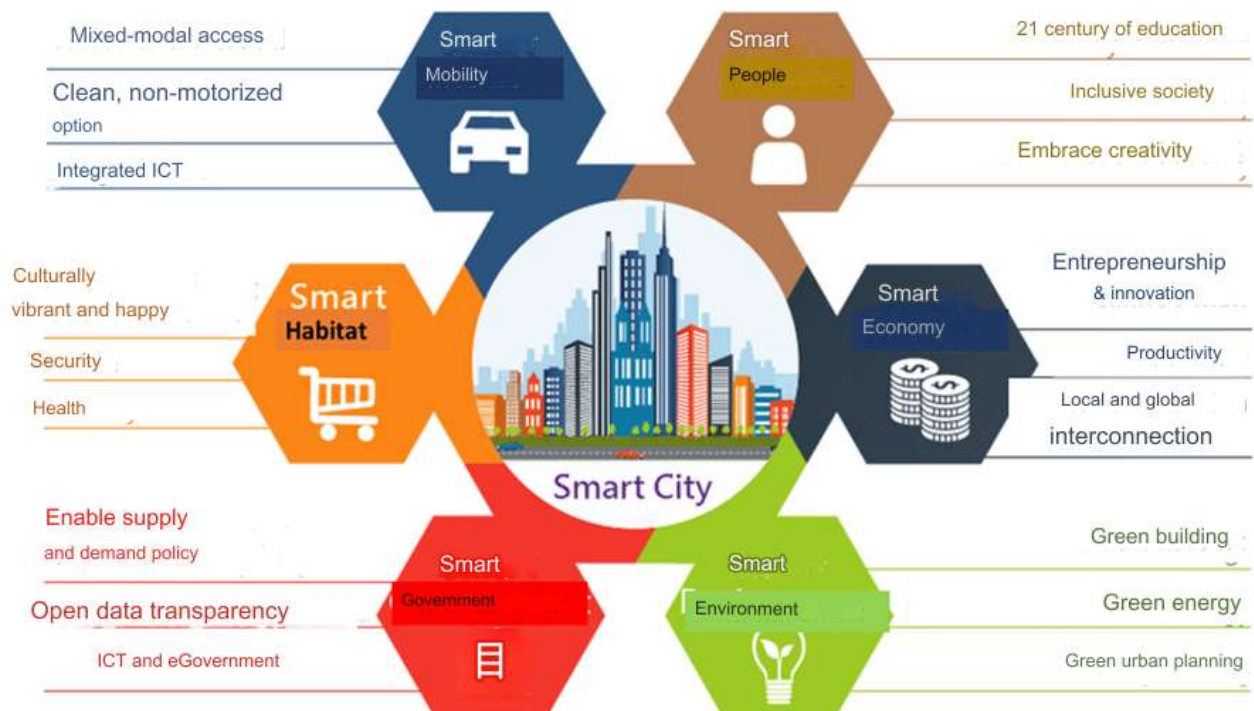 Mixed-modal access
Clean, non-motorized
option
Integrated ICT
Smart
Mobility
Smart
People
21 century of education
Inclusive society
Embrace creativity
Culturally
vibrant and happy
Security
Health
Smart
Habitat
Smart
Economy
Entrepreneurship
& innovation
Productivity
Local and global
interconnection
Smart City
Enable supply
and demand policy
Open data transparency
ICT and eGovernment
Smart
Government
Smart
Environment
Green building
Green energy
Green urban planning